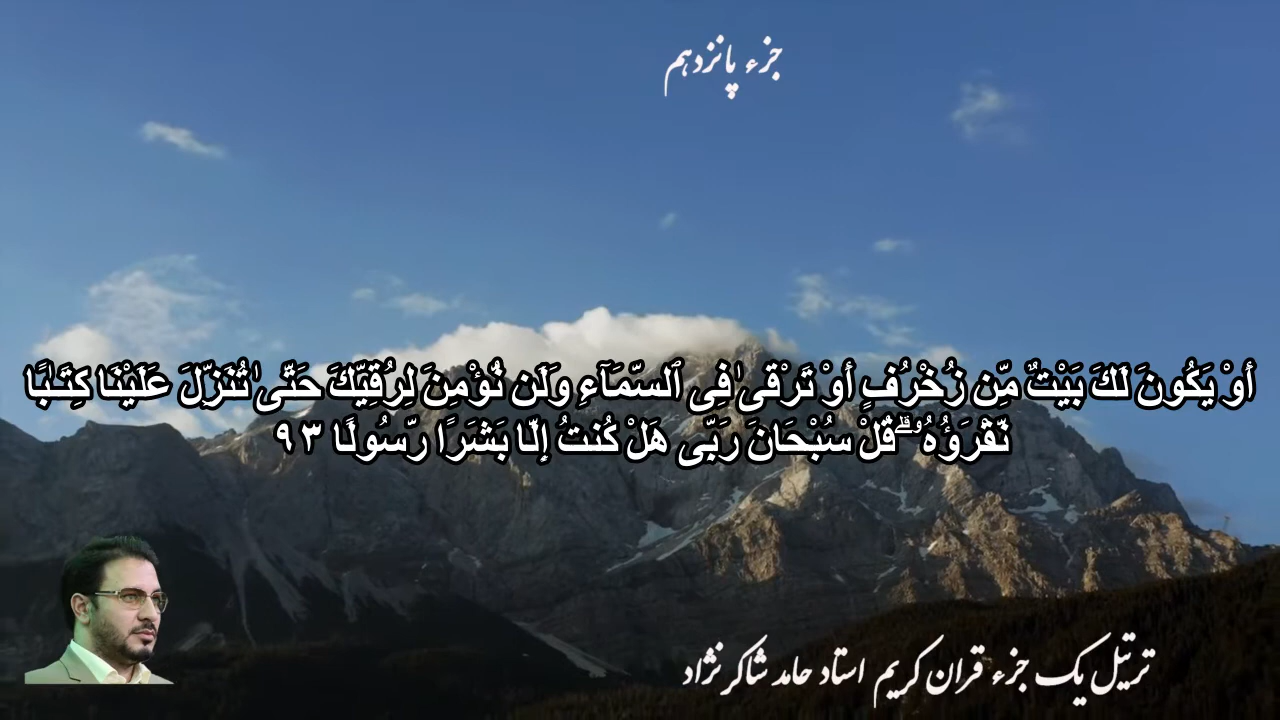 جزء پانزدهم
أَوْ يَكُونَ لَكَ بَيْتٌ مِّن زُخْرُفٍ أَوْ تَرْقَىٰ فِى ٱلسَّمَآءِ وَلَن نُّؤْمِنَ لِرُقِيِّكَ حَتَّىٰ تُنَزِّلَ عَلَيْنَا كِتَـٰبًا
نَّقْرَؤُهُۥ ۗ قُلْ سُبْحَانَ رَبِّى هَلْ كُنتُ إِلَّا بَشَرًا رَّسُولًا ٩٣
ترتیل یک جزء قران کریم استاد حامد شاکرنژاد